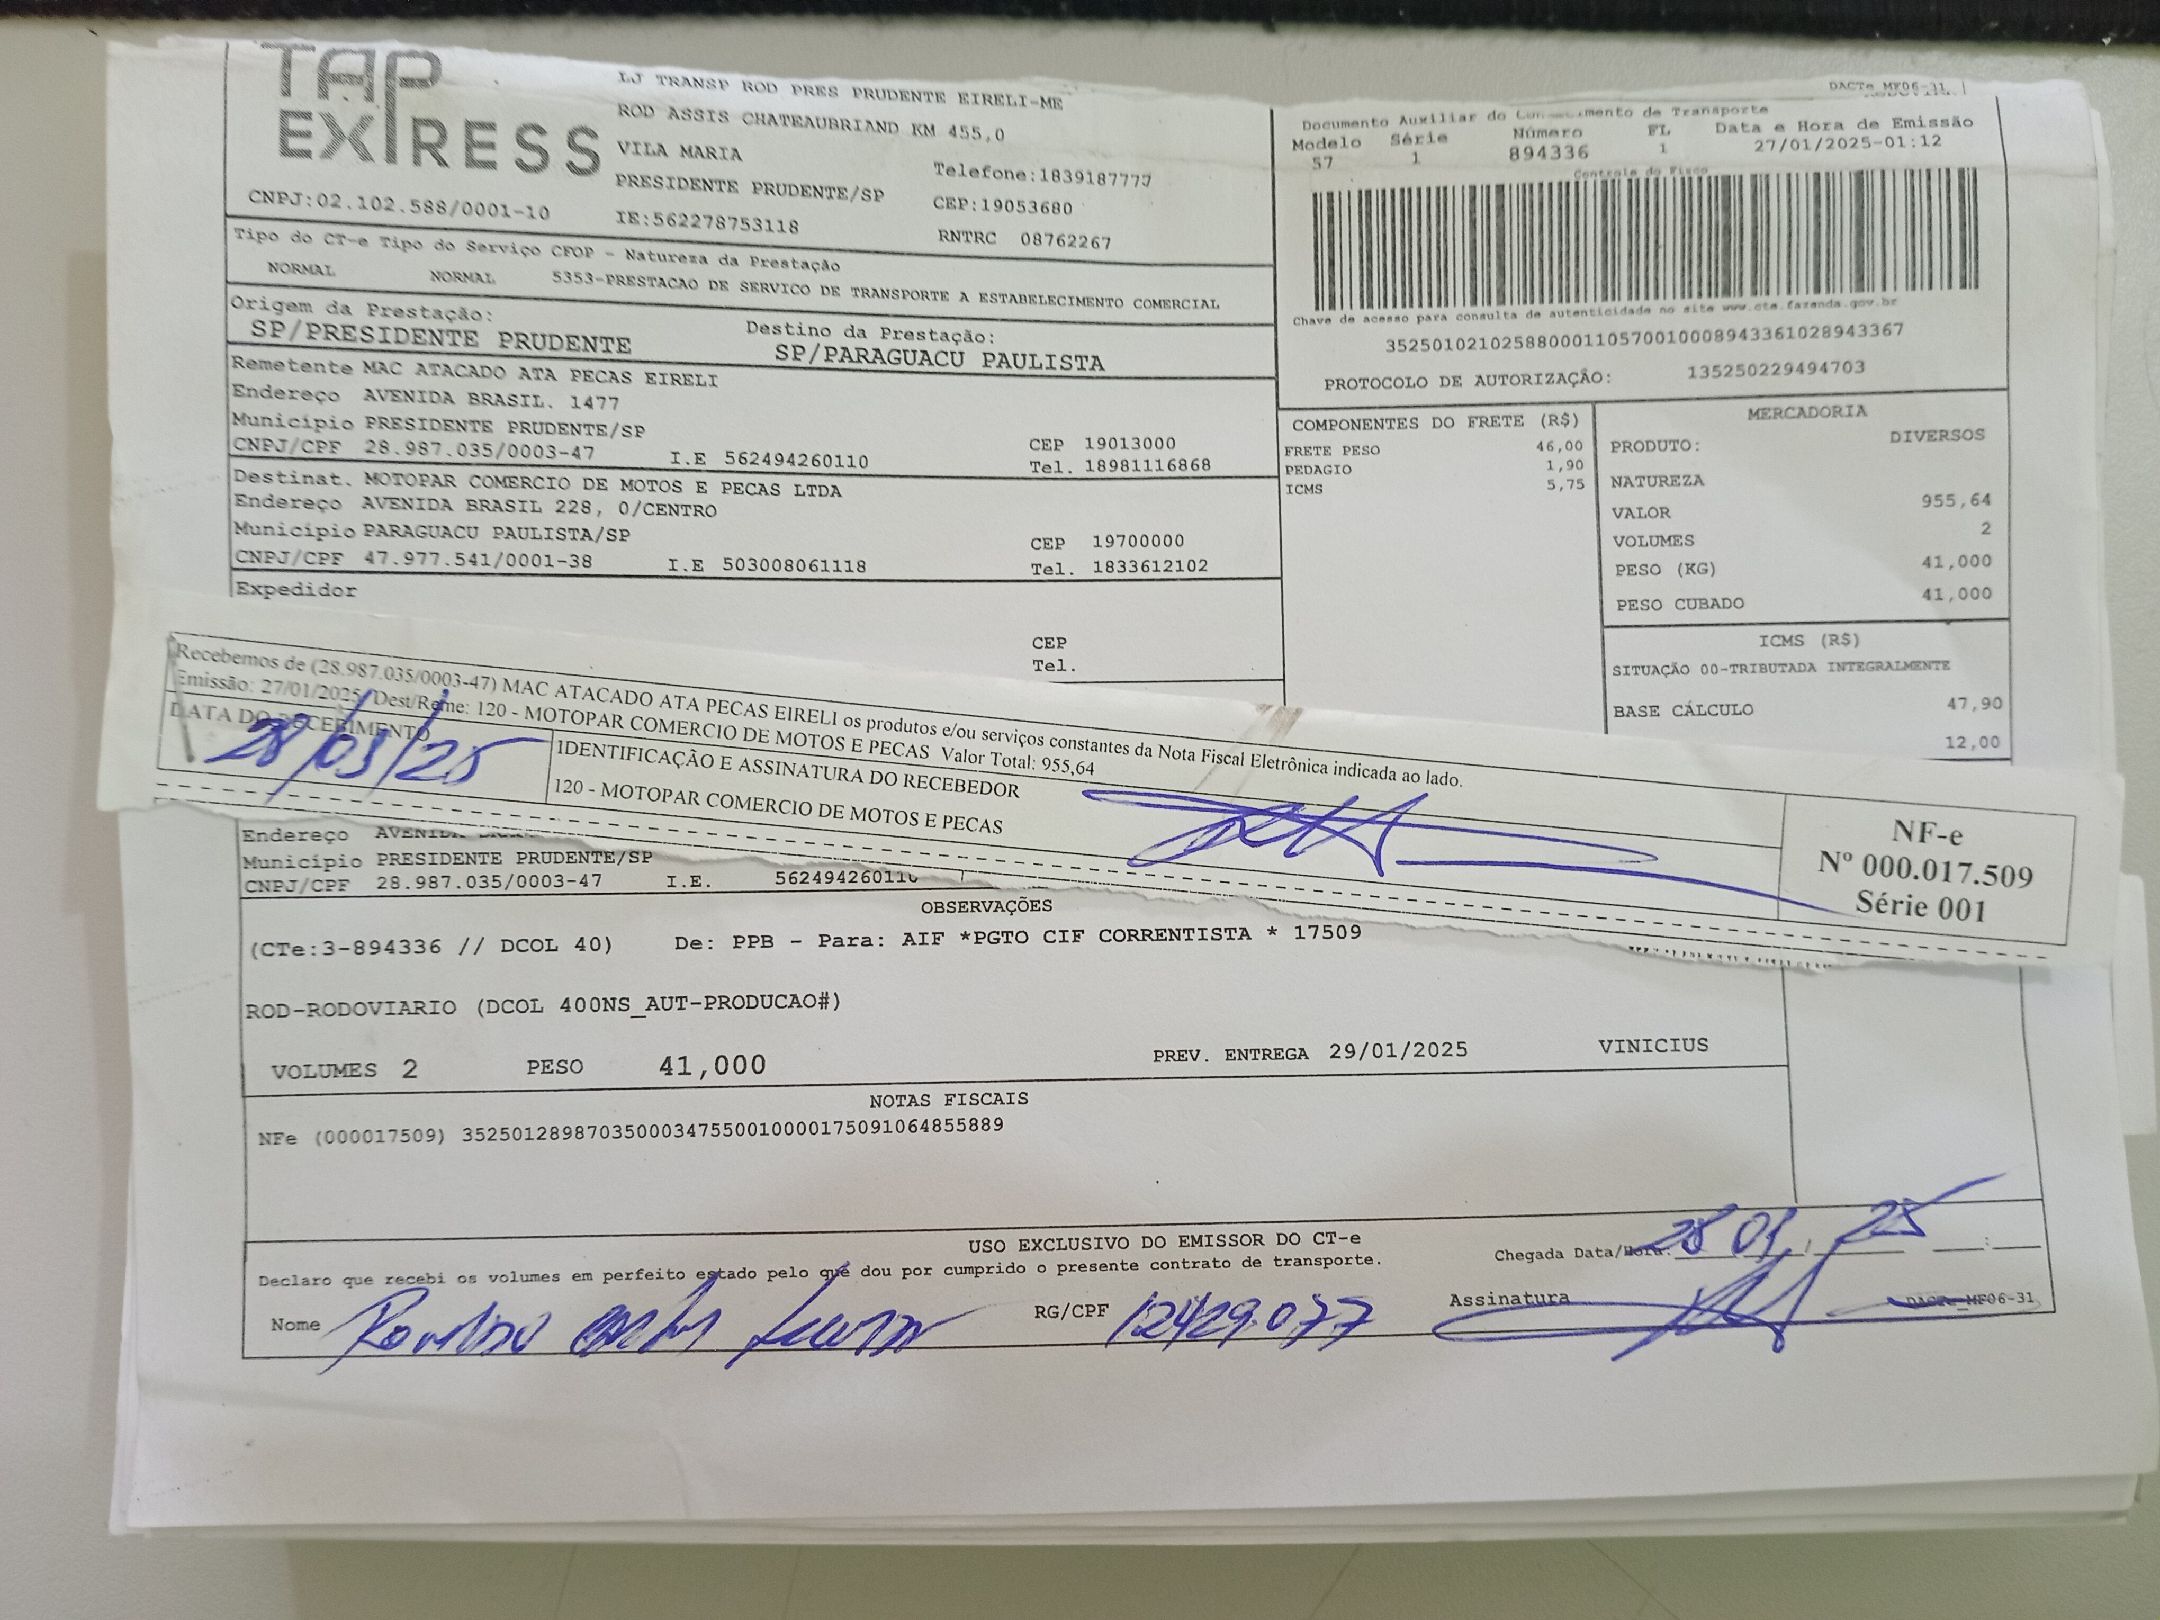 TAP
EXPRESS
LJ TRANSP ROD PRES PRUDENTE EIRELI-ME
ROD ASSIS CHATEAUBRIAND KM 455,0
VILA MARIA
Telefone:1839187777
PRESIDENTE PRUDENTE/SP
CEP:19053680
CNPJ:02.102.588/0001-10
IE:562278753118
RNTRC 08762267
DACTe_MF06-31
Documento Auxiliar do Conhecimento de Transporte
Modelo Série Número FL Data e Hora de Emissão
57 1 894336 1 27/01/2025-01:12
Controle do Fisco
Chave de acesso para consulta de autenticidade no site www.cte.fazenda.gov.br
35250102102588000110570010008943361028943367
PROTOCOLO DE AUTORIZAÇÃO: 135250229494703
Tipo do CT-e Tipo do Serviço CFOP - Natureza da Prestação
NORMAL NORMAL 5353-PRESTACAO DE SERVICO DE TRANSPORTE A ESTABELECIMENTO COMERCIAL
Origem da Prestação: Destino da Prestação:
SP/PRESIDENTE PRUDENTE SP/PARAGUACU PAULISTA
Remetente MAC ATACADO ATA PECAS EIRELI
Endereço AVENIDA BRASIL. 1477
Município PRESIDENTE PRUDENTE/SP CEP 19013000
CNPJ/CPF 28.987.035/0003-47 I.E 562494260110 Tel. 18981116868
Destinat. MOTOPAR COMERCIO DE MOTOS E PECAS LTDA
Endereço AVENIDA BRASIL 228, 0/CENTRO
Município PARAGUACU PAULISTA/SP CEP 19700000
CNPJ/CPF 47.977.541/0001-38 I.E 503008061118 Tel. 1833612102
Expedidor
CEP
Tel.
COMPONENTES DO FRETE (R$)
FRETE PESO 46,00
PEDAGIO 1,90
ICMS 5,75
MERCADORIA
PRODUTO: DIVERSOS
NATUREZA
VALOR 955,64
VOLUMES 2
PESO (KG) 41,000
PESO CUBADO 41,000
ICMS (R$)
SITUAÇÃO 00-TRIBUTADA INTEGRALMENTE
BASE CÁLCULO 47,90
12,00
Recebemos de (28.987.035/0003-47) MAC ATACADO ATA PECAS EIRELI os produtos e/ou serviços constantes da Nota Fiscal Eletrônica indicada ao lado.
Emissão: 27/01/2025 Dest/Reme: 120 - MOTOPAR COMERCIO DE MOTOS E PECAS Valor Total: 955,64
DATA DO RECEBIMENTO
28/01/25
IDENTIFICAÇÃO E ASSINATURA DO RECEBEDOR
120 - MOTOPAR COMERCIO DE MOTOS E PECAS
NF-e
Nº 000.017.509
Série 001
Endereço AVENIDA
Município PRESIDENTE PRUDENTE/SP
CNPJ/CPF 28.987.035/0003-47 I.E. 562494260110
OBSERVAÇÕES
(CTe:3-894336 // DCOL 40) De: PPB - Para: AIF *PGTO CIF CORRENTISTA * 17509
ROD-RODOVIARIO (DCOL 400NS_AUT-PRODUCAO#)
VOLUMES 2 PESO 41,000 PREV. ENTREGA 29/01/2025 VINICIUS
NOTAS FISCAIS
NFe (000017509) 35250128987035000347550010000175091064855889
USO EXCLUSIVO DO EMISSOR DO CT-e
Chegada Data/Hora: 28 01, 25
Declaro que recebi os volumes em perfeito estado pelo que dou por cumprido o presente contrato de transporte.
Nome
RG/CPF 12429.077
Assinatura
DACTe_MF06-31